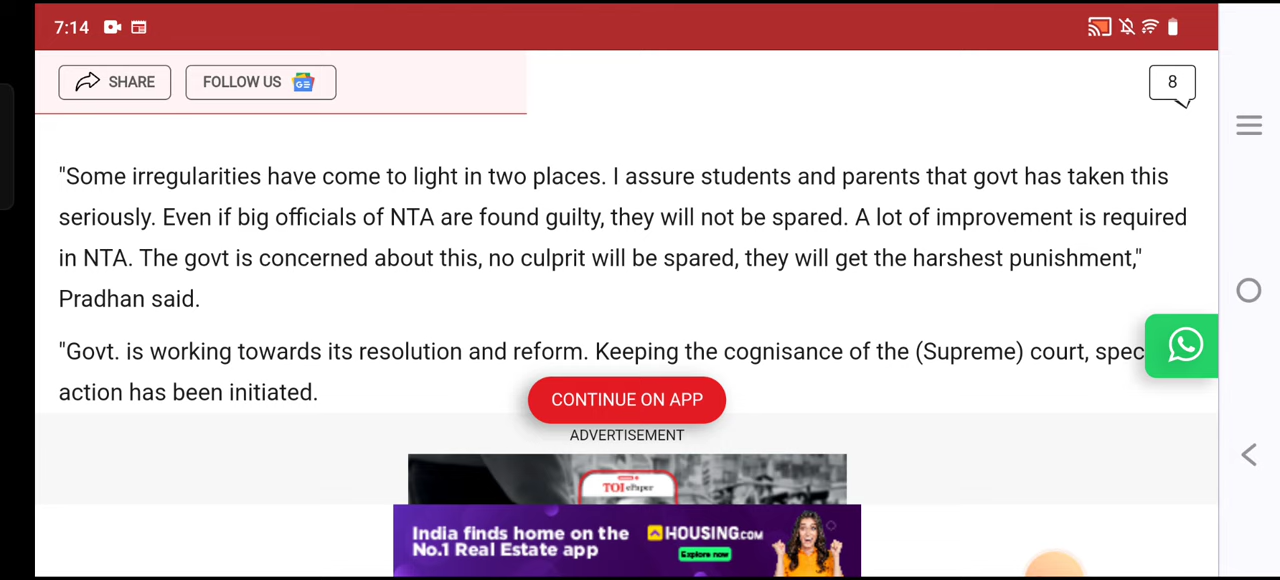 7:14
SHARE
FOLLOW US GE
8
"Some irregularities have come to light in two places. I assure students and parents that govt has taken this
seriously. Even if big officials of NTA are found guilty, they will not be spared. A lot of improvement is required
in NTA. The govt is concerned about this, no culprit will be spared, they will get the harshest punishment,"
Pradhan said.
"Govt. is working towards its resolution and reform. Keeping the cognisance of the (Supreme) court, spec
action has been initiated.
CONTINUE ON APP
ADVERTISEMENT
TOI ePaper
India finds home on the
No.1 Real Estate app
HOUSING.COM
Explore now